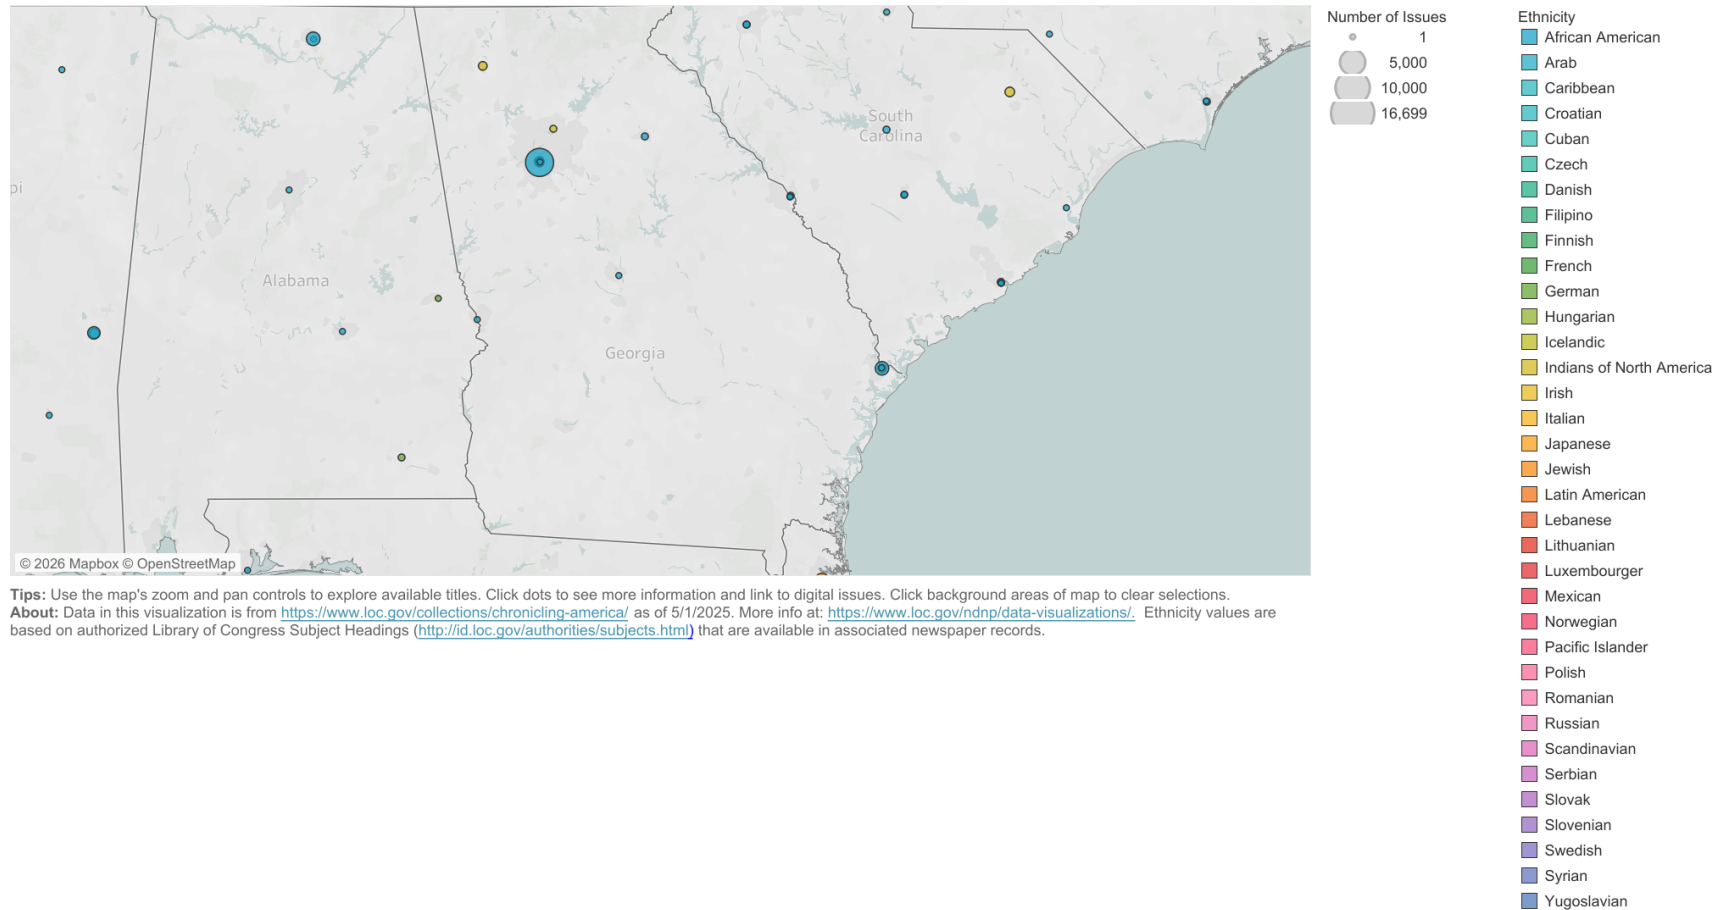 Number of Issues
1
5,000
10,000
16,699
Ethnicity
African American
Arab
Caribbean
Croatian
Cuban
Czech
Danish
Filipino
Finnish
French
German
Hungarian
Icelandic
Indians of North America
Irish
Italian
Japanese
Jewish
Latin American
Lebanese
Lithuanian
Luxembourger
Mexican
Norwegian
Pacific Islander
Polish
Romanian
Russian
Scandinavian
Serbian
Slovak
Slovenian
Swedish
Syrian
Yugoslavian
South
Carolina
pi
Alabama
Georgia
© 2026 Mapbox © OpenStreetMap
Tips: Use the map's zoom and pan controls to explore available titles. Click dots to see more information and link to digital issues. Click background areas of map to clear selections.
About: Data in this visualization is from https://www.loc.gov/collections/chronicling-america/ as of 5/1/2025. More info at: https://www.loc.gov/ndnp/data-visualizations/. Ethnicity values are
based on authorized Library of Congress Subject Headings (http://id.loc.gov/authorities/subjects.html) that are available in associated newspaper records.